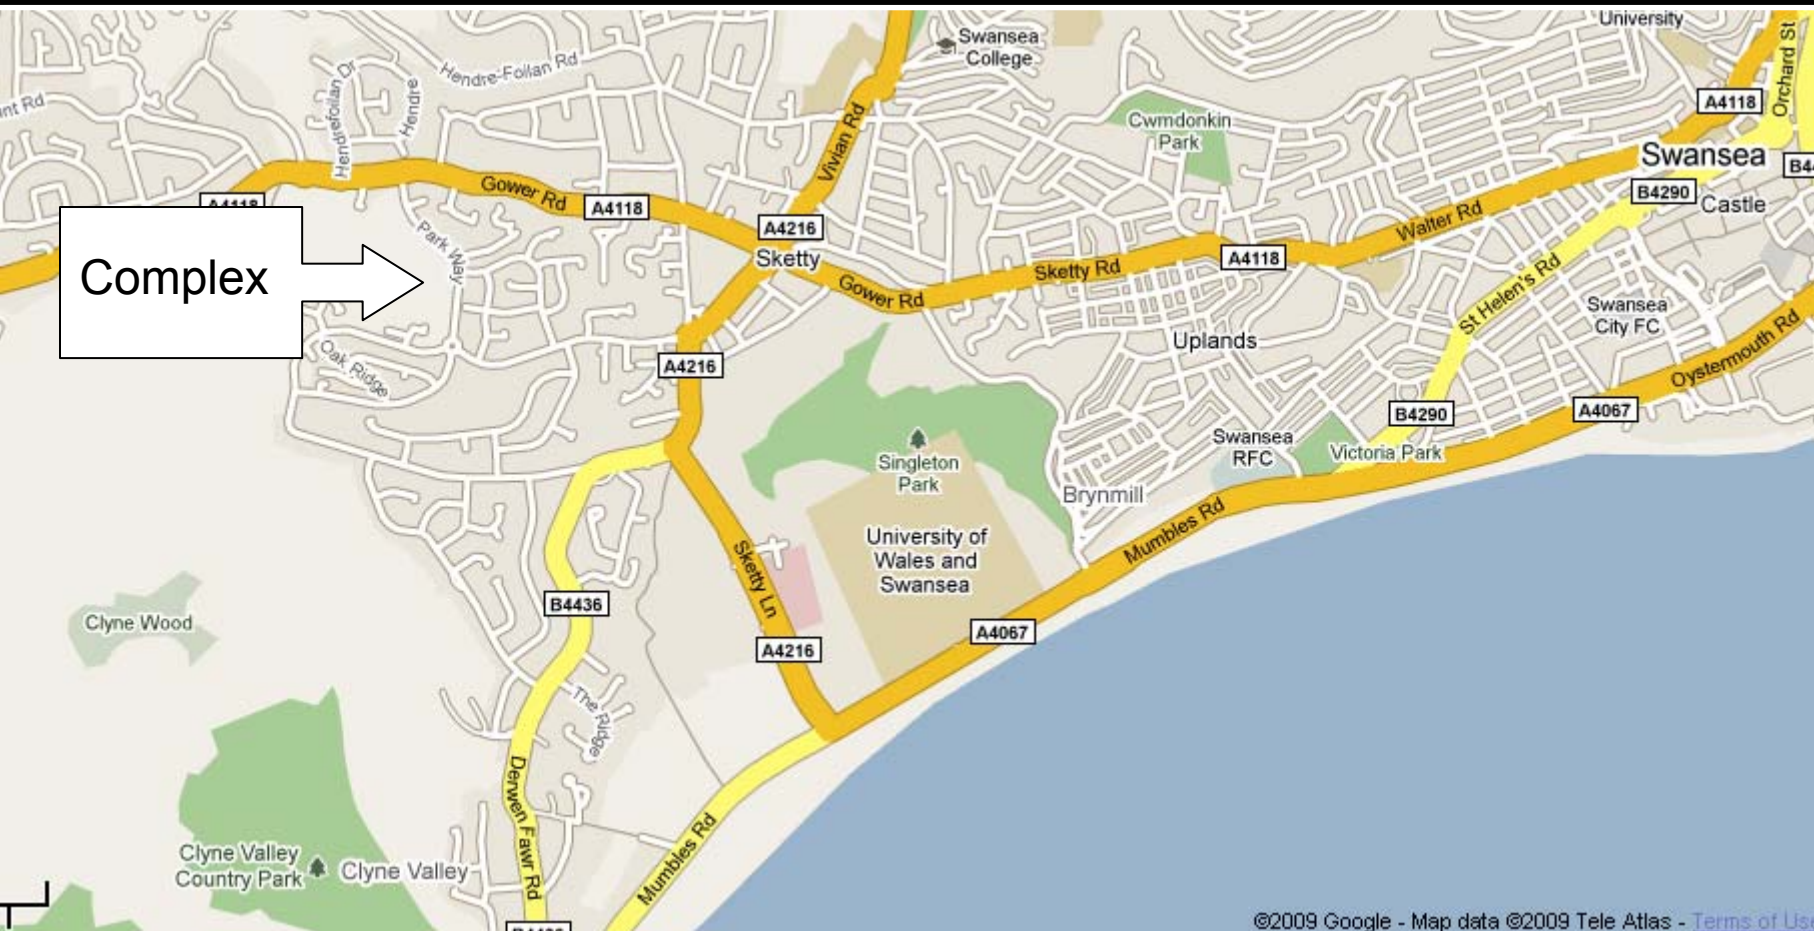 University
Swansea
College
Orchard St
Hendrefoilan Dr
Hendre-Foilan Rd
Hendre
nt Rd
A4118
Vivian Rd
Cwmdonkin
Park
Swansea
B4290
Castle
Gower Rd
A4118
A4118
A4216
Sketty
Park Way
Complex
Gower Rd
Sketty Rd
A4118
Walter Rd
St Helen's Rd
Swansea
City FC
Oystermouth Rd
Uplands
Oak Ridge
A4216
B4290
A4067
Swansea
RFC
Victoria Park
Singleton
Park
Brynmill
University of
Wales and
Swansea
Mumbles Rd
Sketty Ln
B4436
A4067
A4216
Clyne Wood
The Ridge
Derwen Fawr Rd
Mumbles Rd
Clyne Valley
Country Park
Clyne Valley
©2009 Google - Map data ©2009 Tele Atlas - Terms of Us